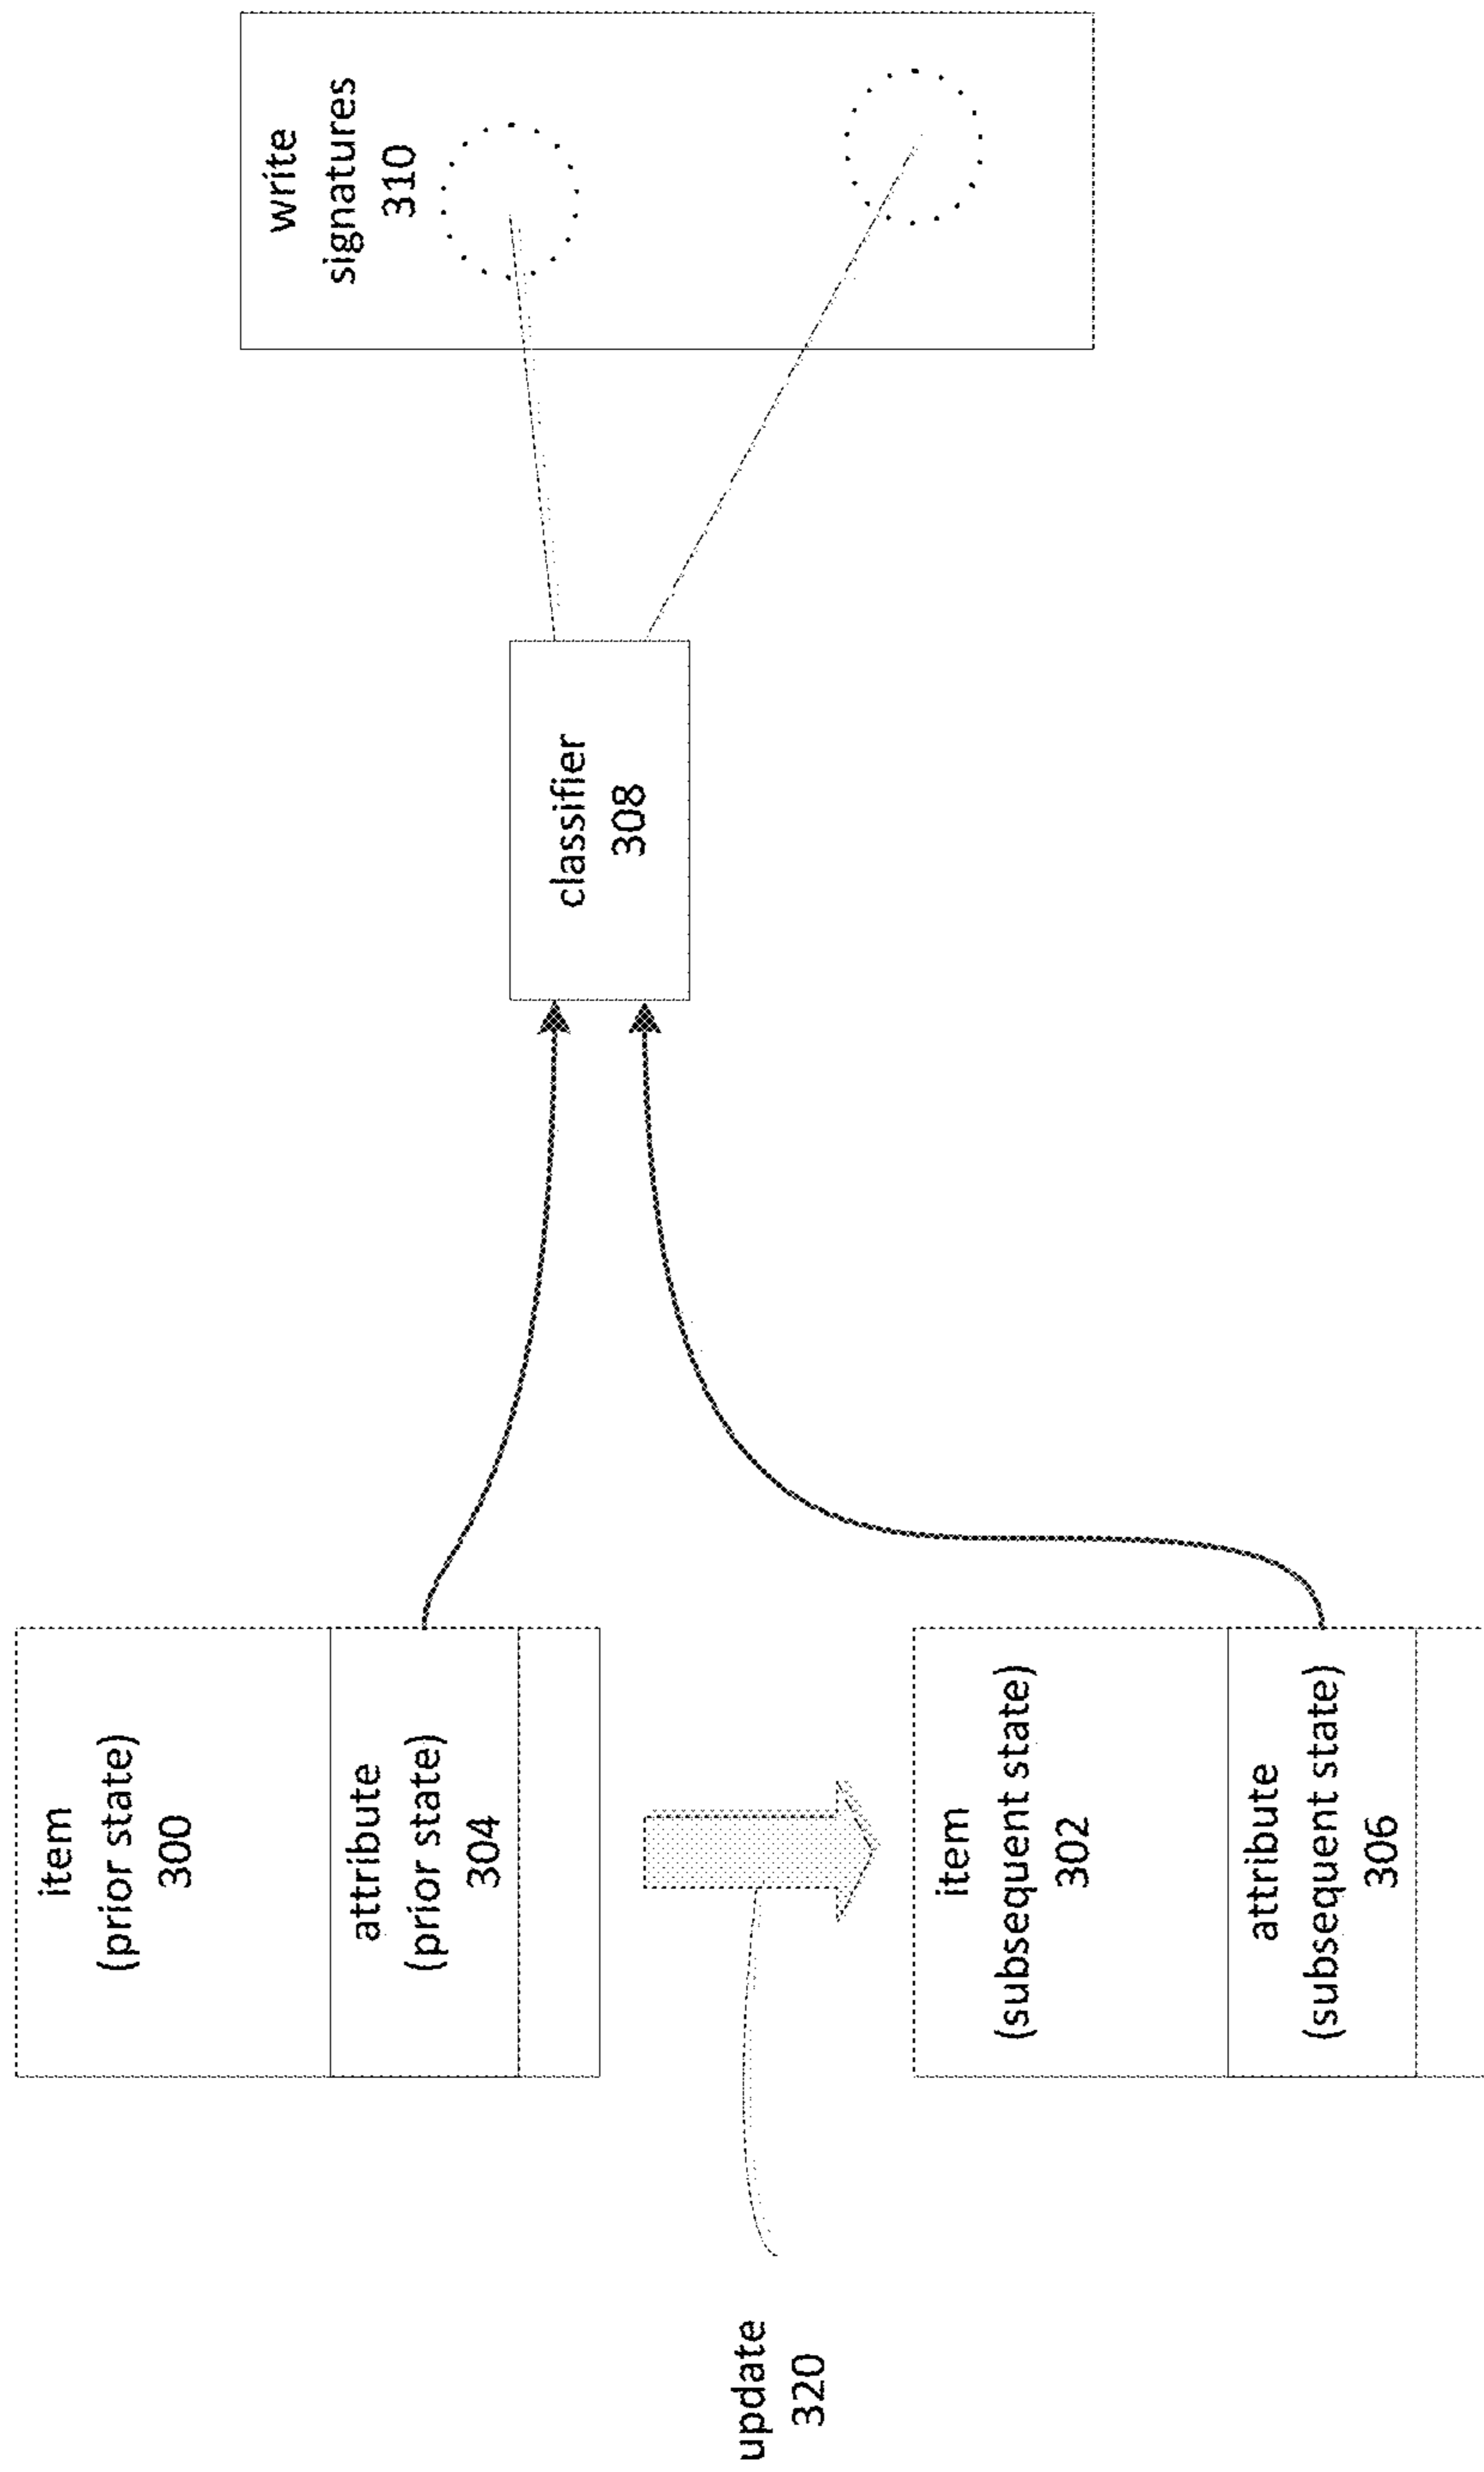 item
(prior state)
300
attribute
(prior state)
304
update
320
item
(subsequent state)
302
attribute
(subsequent state)
306
classifier
308
write
signatures
310